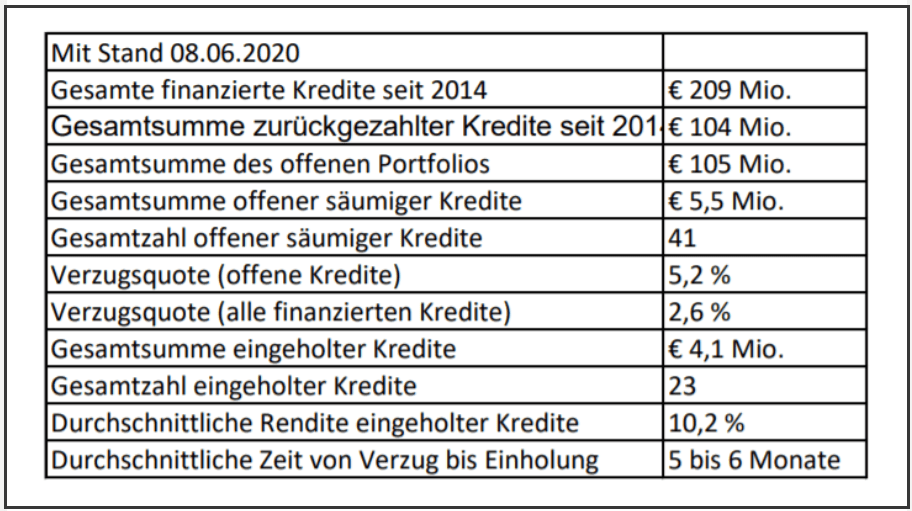 Mit Stand 08.06.2020
Gesamte finanzierte Kredite seit 2014 € 209 Mio.
Gesamtsumme zurückgezahlter Kredite seit 201 € 104 Mio.
Gesamtsumme des offenen Portfolios € 105 Mio.
Gesamtsumme offener säumiger Kredite € 5,5 Mio.
Gesamtzahl offener säumiger Kredite 41
Verzugsquote (offene Kredite) 5,2 %
Verzugsquote (alle finanzierten Kredite) 2,6 %
Gesamtsumme eingeholter Kredite € 4,1 Mio.
Gesamtzahl eingeholter Kredite 23
Durchschnittliche Rendite eingeholter Kredite 10,2 %
Durchschnittliche Zeit von Verzug bis Einholung 5 bis 6 Monate